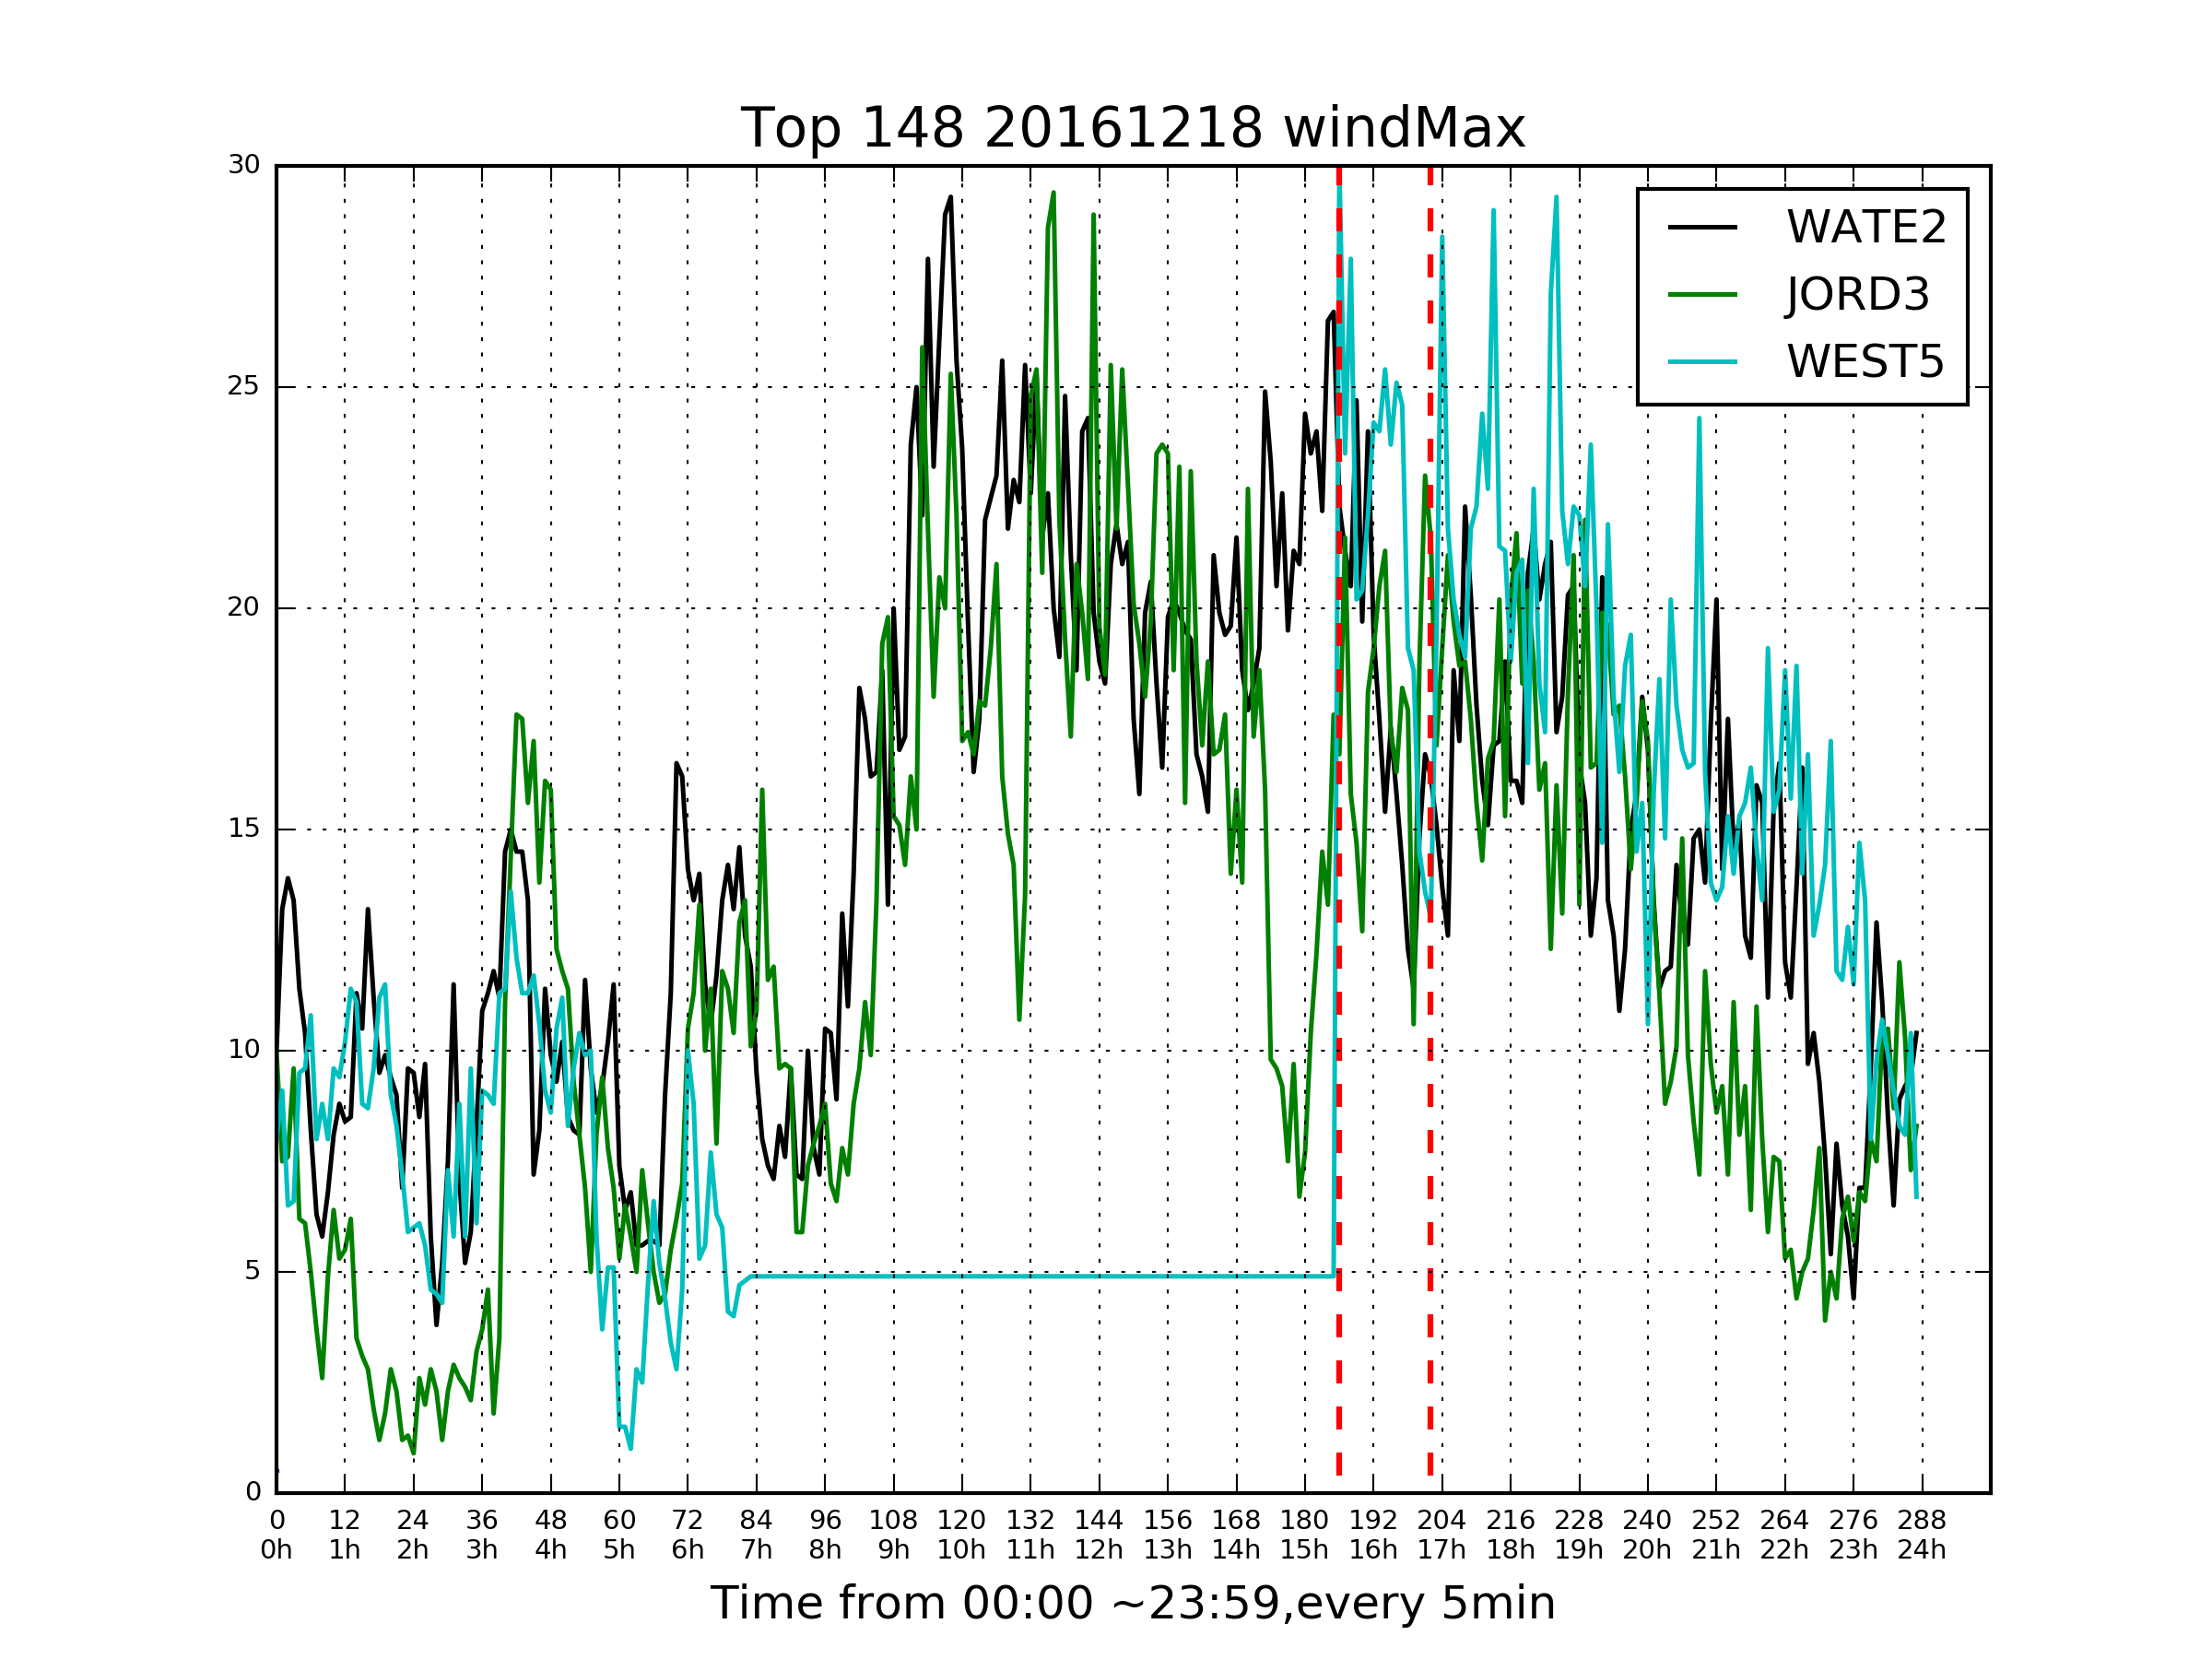 Top 148 20161218 windMax
30
25
20
15
10
5
0
WATE2
JORD3
WEST5
0 12 24 36 48 60 72 84 96 108 120 132 144 156 168 180 192 204 216 228 240 252 264 276 288
0h 1h 2h 3h 4h 5h 6h 7h 8h 9h 10h 11h 12h 13h 14h 15h 16h 17h 18h 19h 20h 21h 22h 23h 24h
Time from 00:00 ~23:59,every 5min